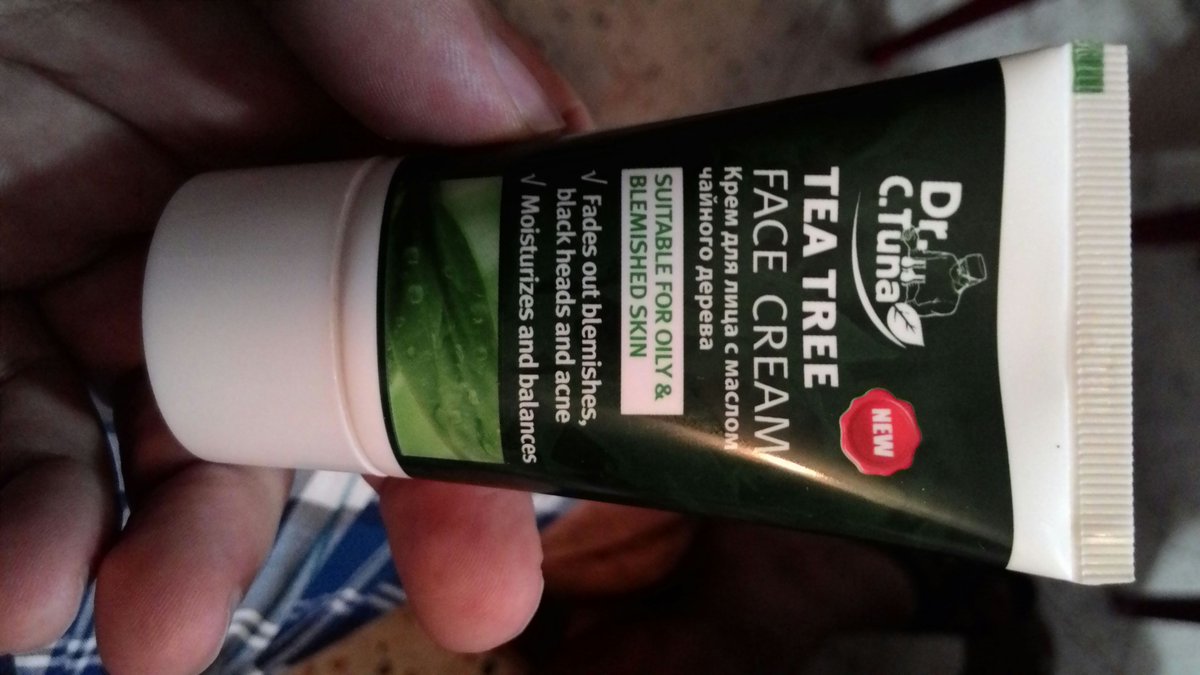 Dr.
C.Tuna
NEW
TEA TREE
FACE CREAM
Крем для лица с маслом
чайного дерева
SUITABLE FOR OILY &
BLEMISHED SKIN
√ Fades out blemishes,
black heads and acne
√ Moisturizes and balances